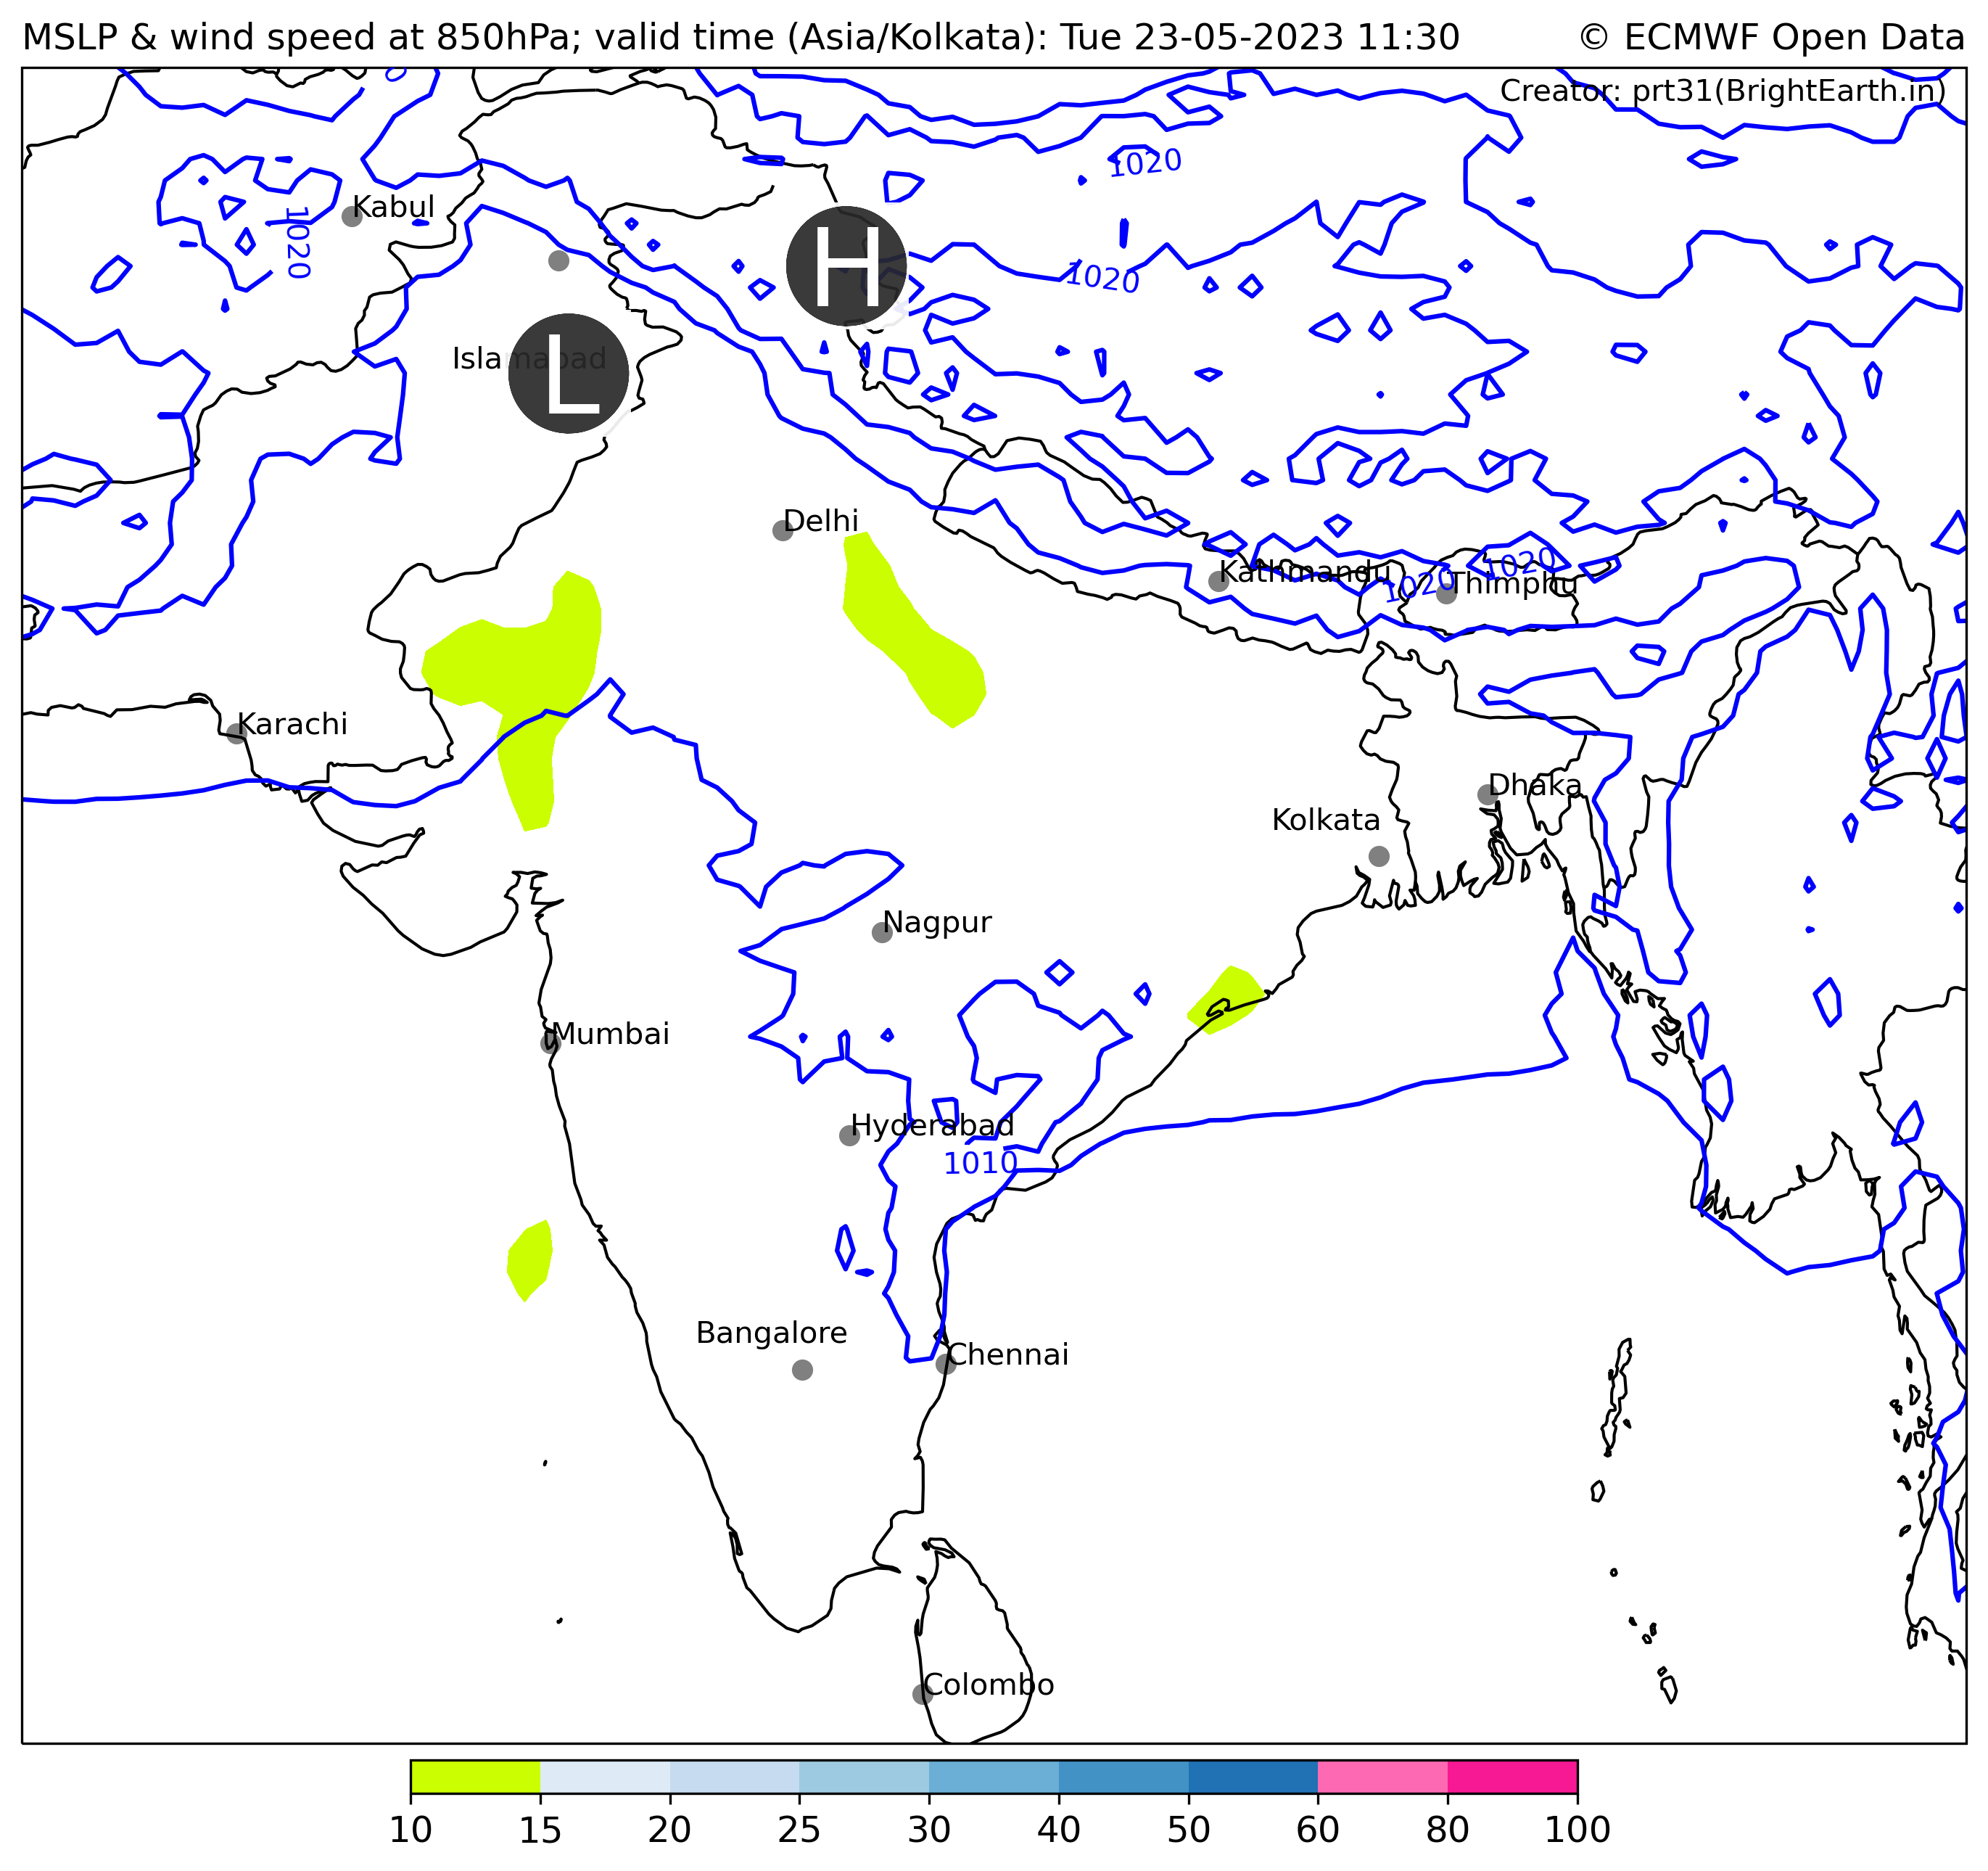 MSLP & wind speed at 850hPa; valid time (Asia/Kolkata): Tue 23-05-2023 11:30
© ECMWF Open Data
Creator: prt31(BrightEarth.in)
1020
Kabul
1020
H
1020
Islamabad
L
Delhi
Kathmandu
1020
1020
Thimphu
Karachi
Dhaka
Kolkata
Nagpur
Mumbai
Hyderabad
1010
Bangalore
Chennai
Colombo
10 15 20 25 30 40 50 60 80 100